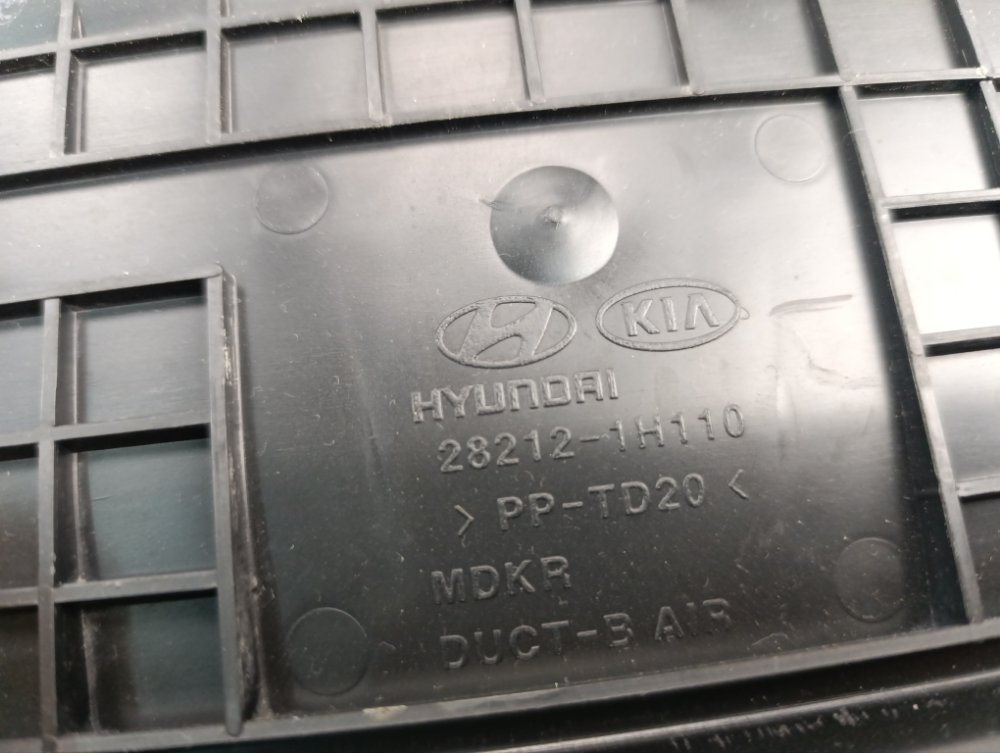 KIA
HYUNDAI
28212-1H110
> PP-TD20 <
MDKR
DUCT-B AIR